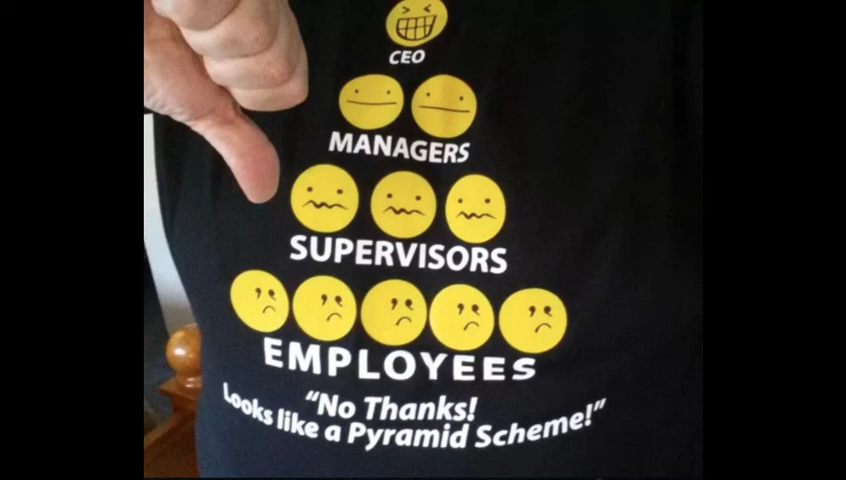 CEO
MANAGERS
SUPERVISORS
EMPLOYEES
"No Thanks!
Looks like a Pyramid Scheme!"